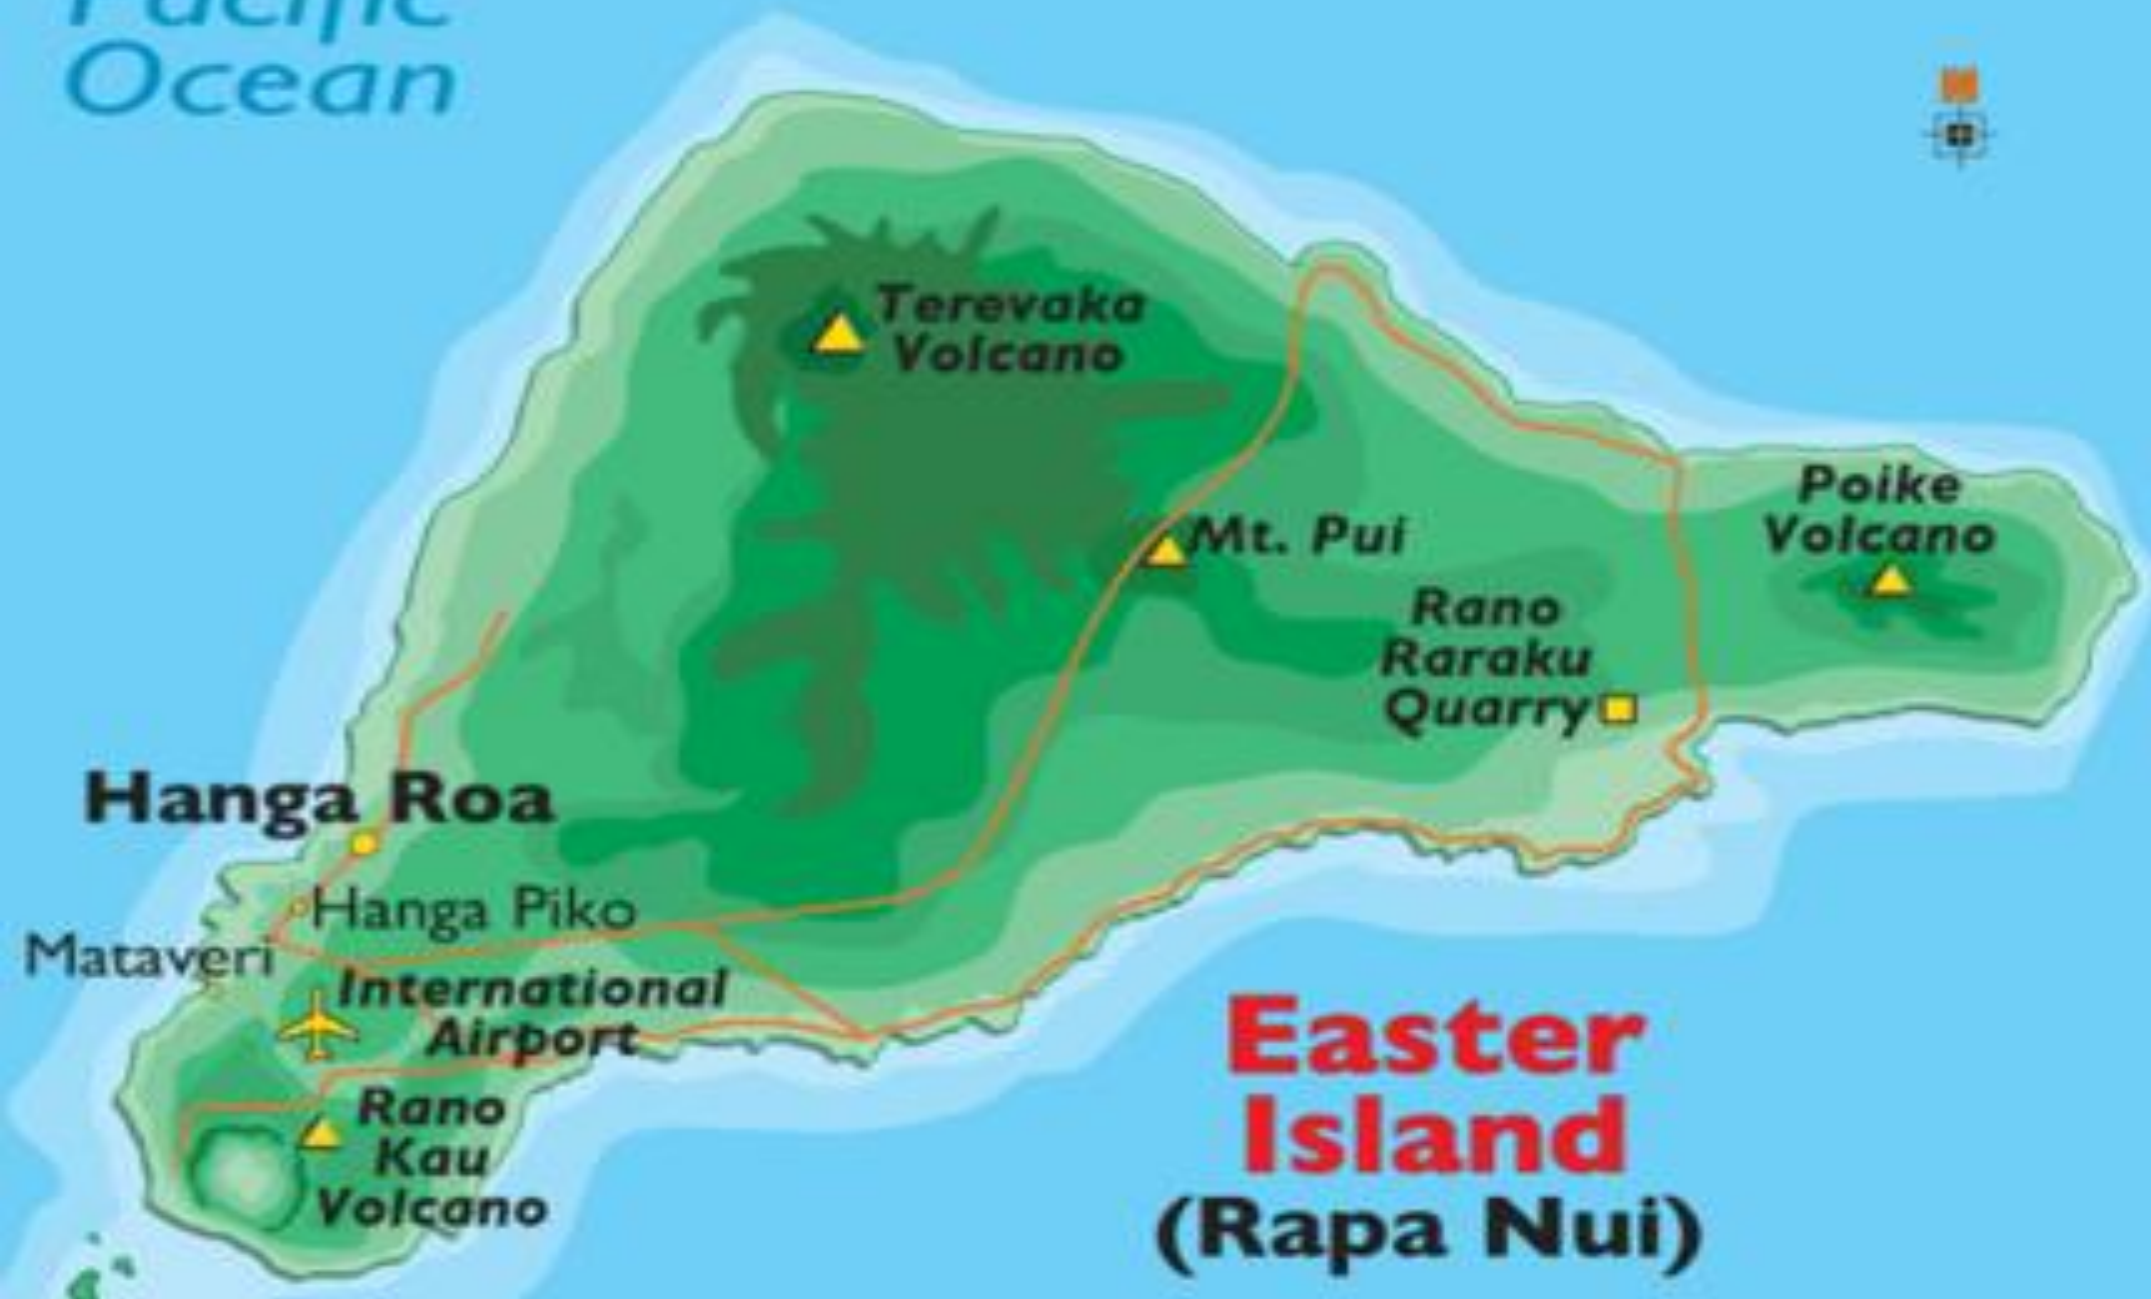 Pacific
Ocean
Terevaka
Volcano
Poike
Volcano
Mt. Pui
Rano
Raraku
Quarry
Hanga Roa
Hanga Piko
Mataveri
International
Airport
Rano
Kau
Volcano
Easter
Island
(Rapa Nui)